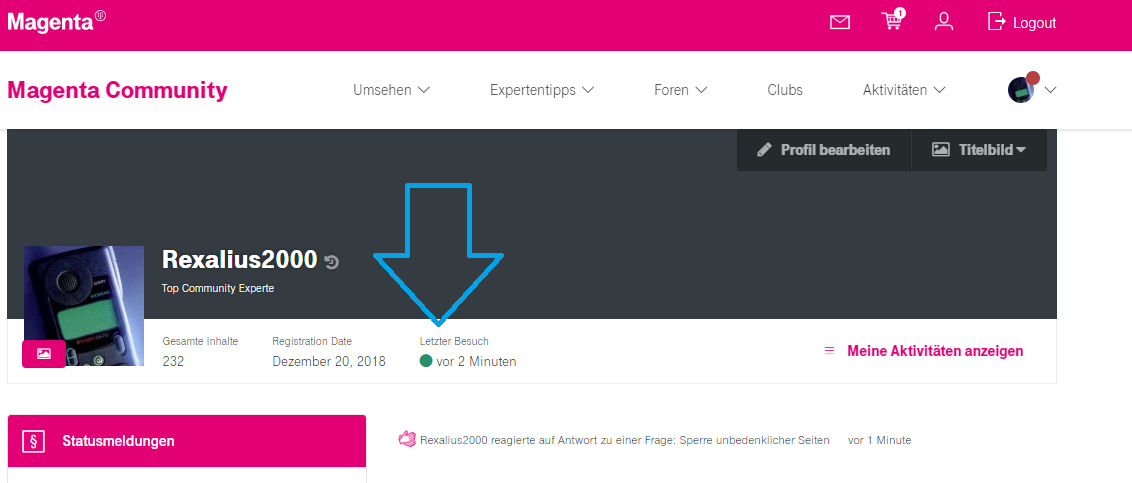 Magenta®
1
Logout
Magenta Community
Umsehen
Expertentipps
Foren
Clubs
Aktivitäten
Profil bearbeiten
Titelbild
Rexalius2000
Top Community Experte
Gesamte Inhalte
Registration Date
Letzter Besuch
232
Dezember 20, 2018
vor 2 Minuten
Meine Aktivitäten anzeigen
§
Statusmeldungen
Rexalius2000 reagierte auf Antwort zu einer Frage: Sperre unbedenklicher Seiten
vor 1 Minute